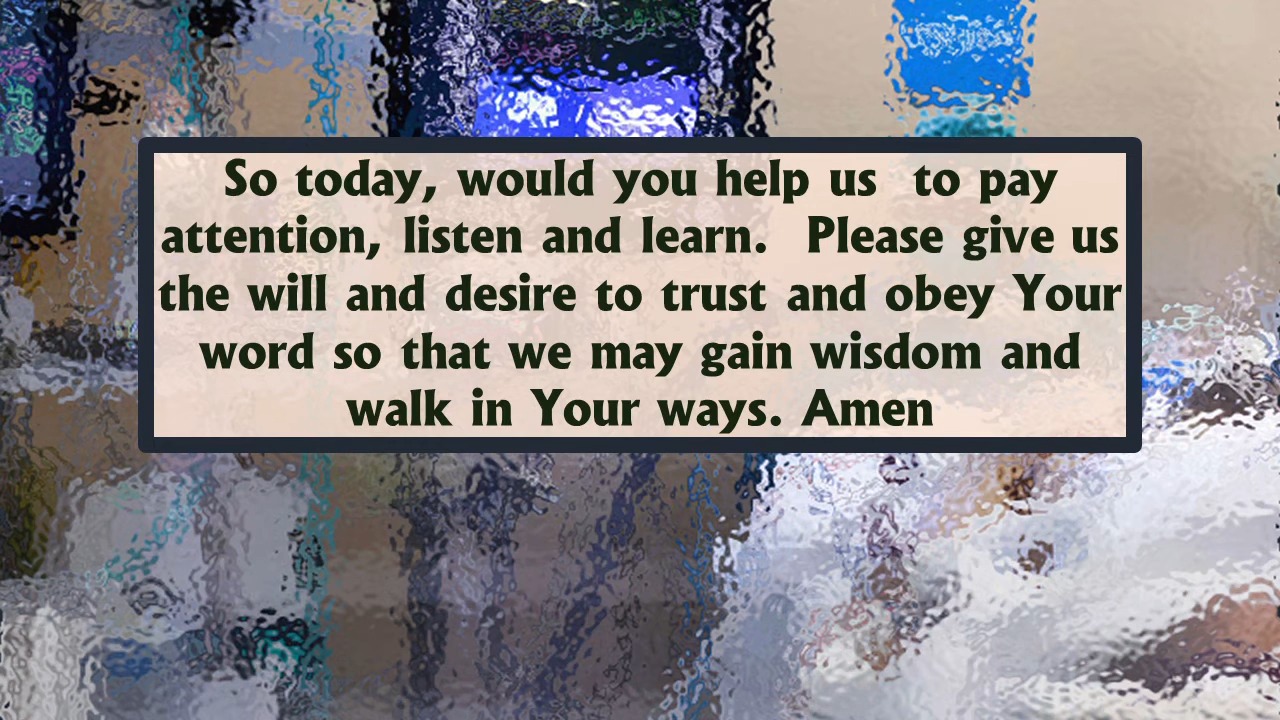 So today, would you help us  to pay
attention, listen and learn.  Please give us
the will and desire to trust and obey Your
word so that we may gain wisdom and
walk in Your ways. Amen